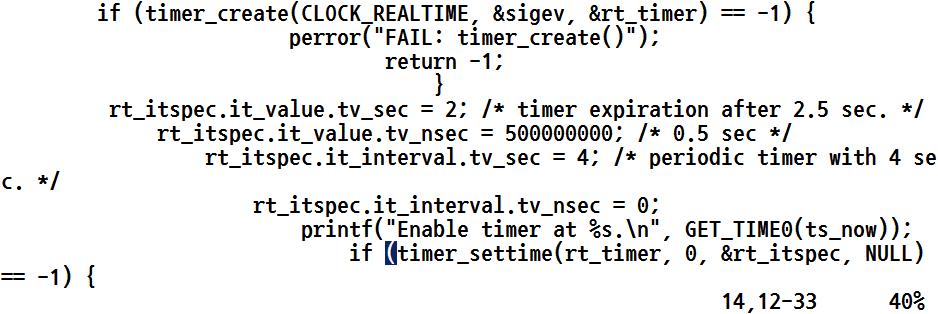 if (timer_create(CLOCK_REALTIME, &sigev, &rt_timer) == -1) {
perror("FAIL: timer_create()");
return -1;
}
rt_itspec.it_value.tv_sec = 2; /* timer expiration after 2.5 sec. */
rt_itspec.it_value.tv_nsec = 500000000; /* 0.5 sec */
rt_itspec.it_interval.tv_sec = 4; /* periodic timer with 4 se
c. */
rt_itspec.it_interval.tv_nsec = 0;
printf("Enable timer at %s.\n", GET_TIME0(ts_now));
if (timer_settime(rt_timer, 0, &rt_itspec, NULL)
== -1) {
14,12-33 40%